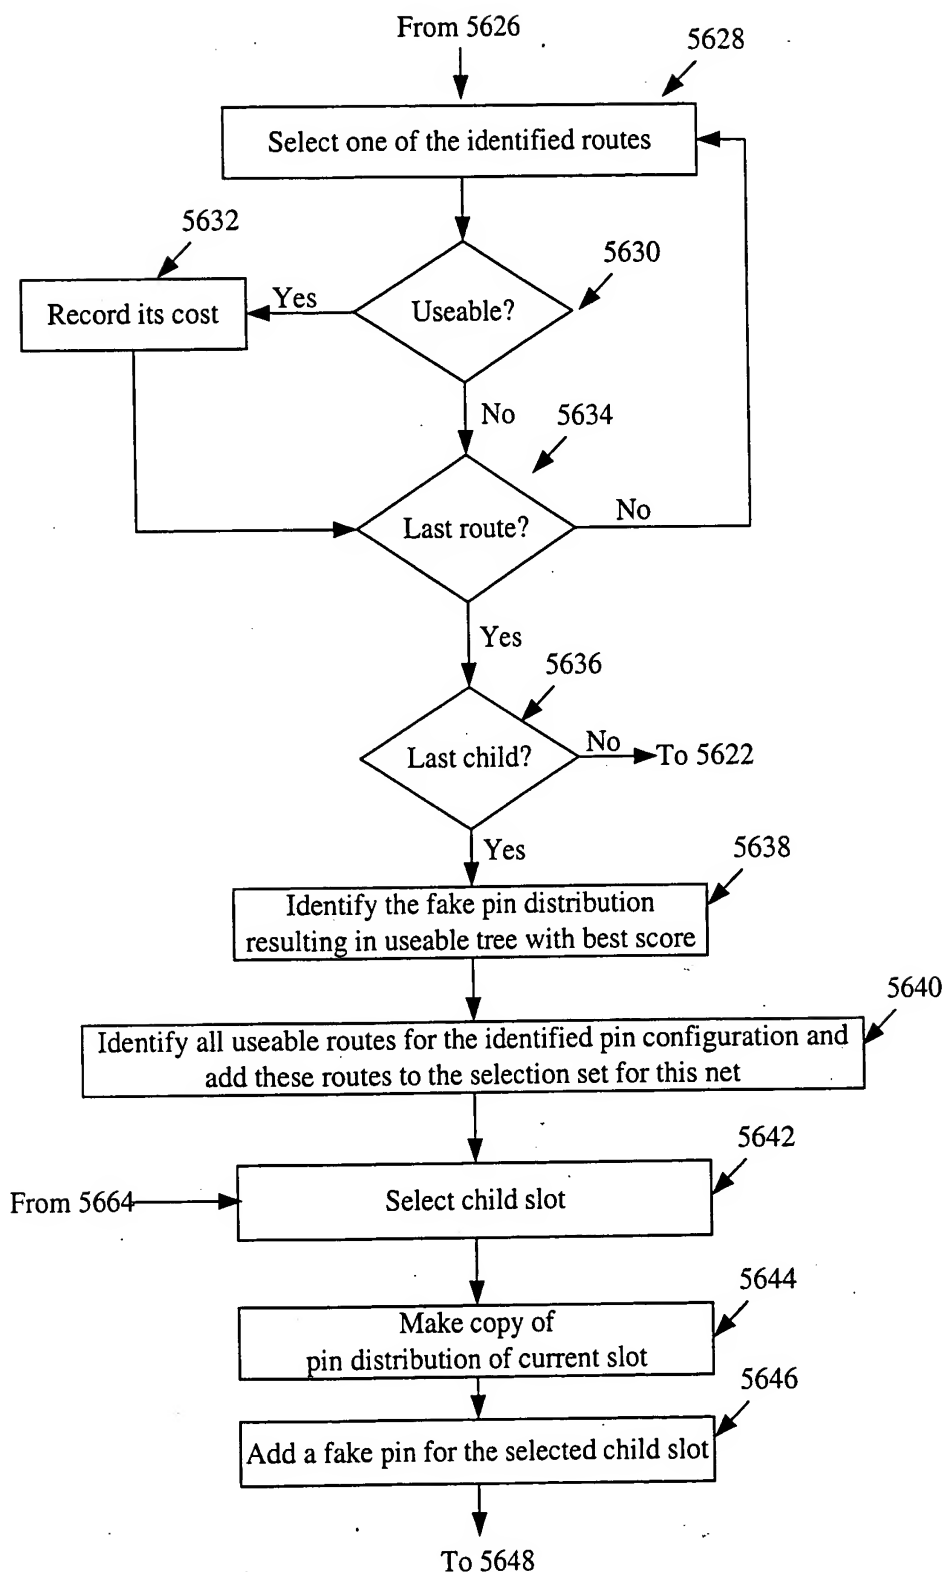 From 5626
5628
Select one of the identified routes
5632
5630
Record its cost
Yes
Useable?
No
5634
Last route?
No
Yes
5636
Last child?
No
To 5622
Yes
5638
Identify the fake pin distribution
resulting in useable tree with best score
5640
Identify all useable routes for the identified pin configuration and
add these routes to the selection set for this net
5642
From 5664
Select child slot
5644
Make copy of
pin distribution of current slot
5646
Add a fake pin for the selected child slot
To 5648